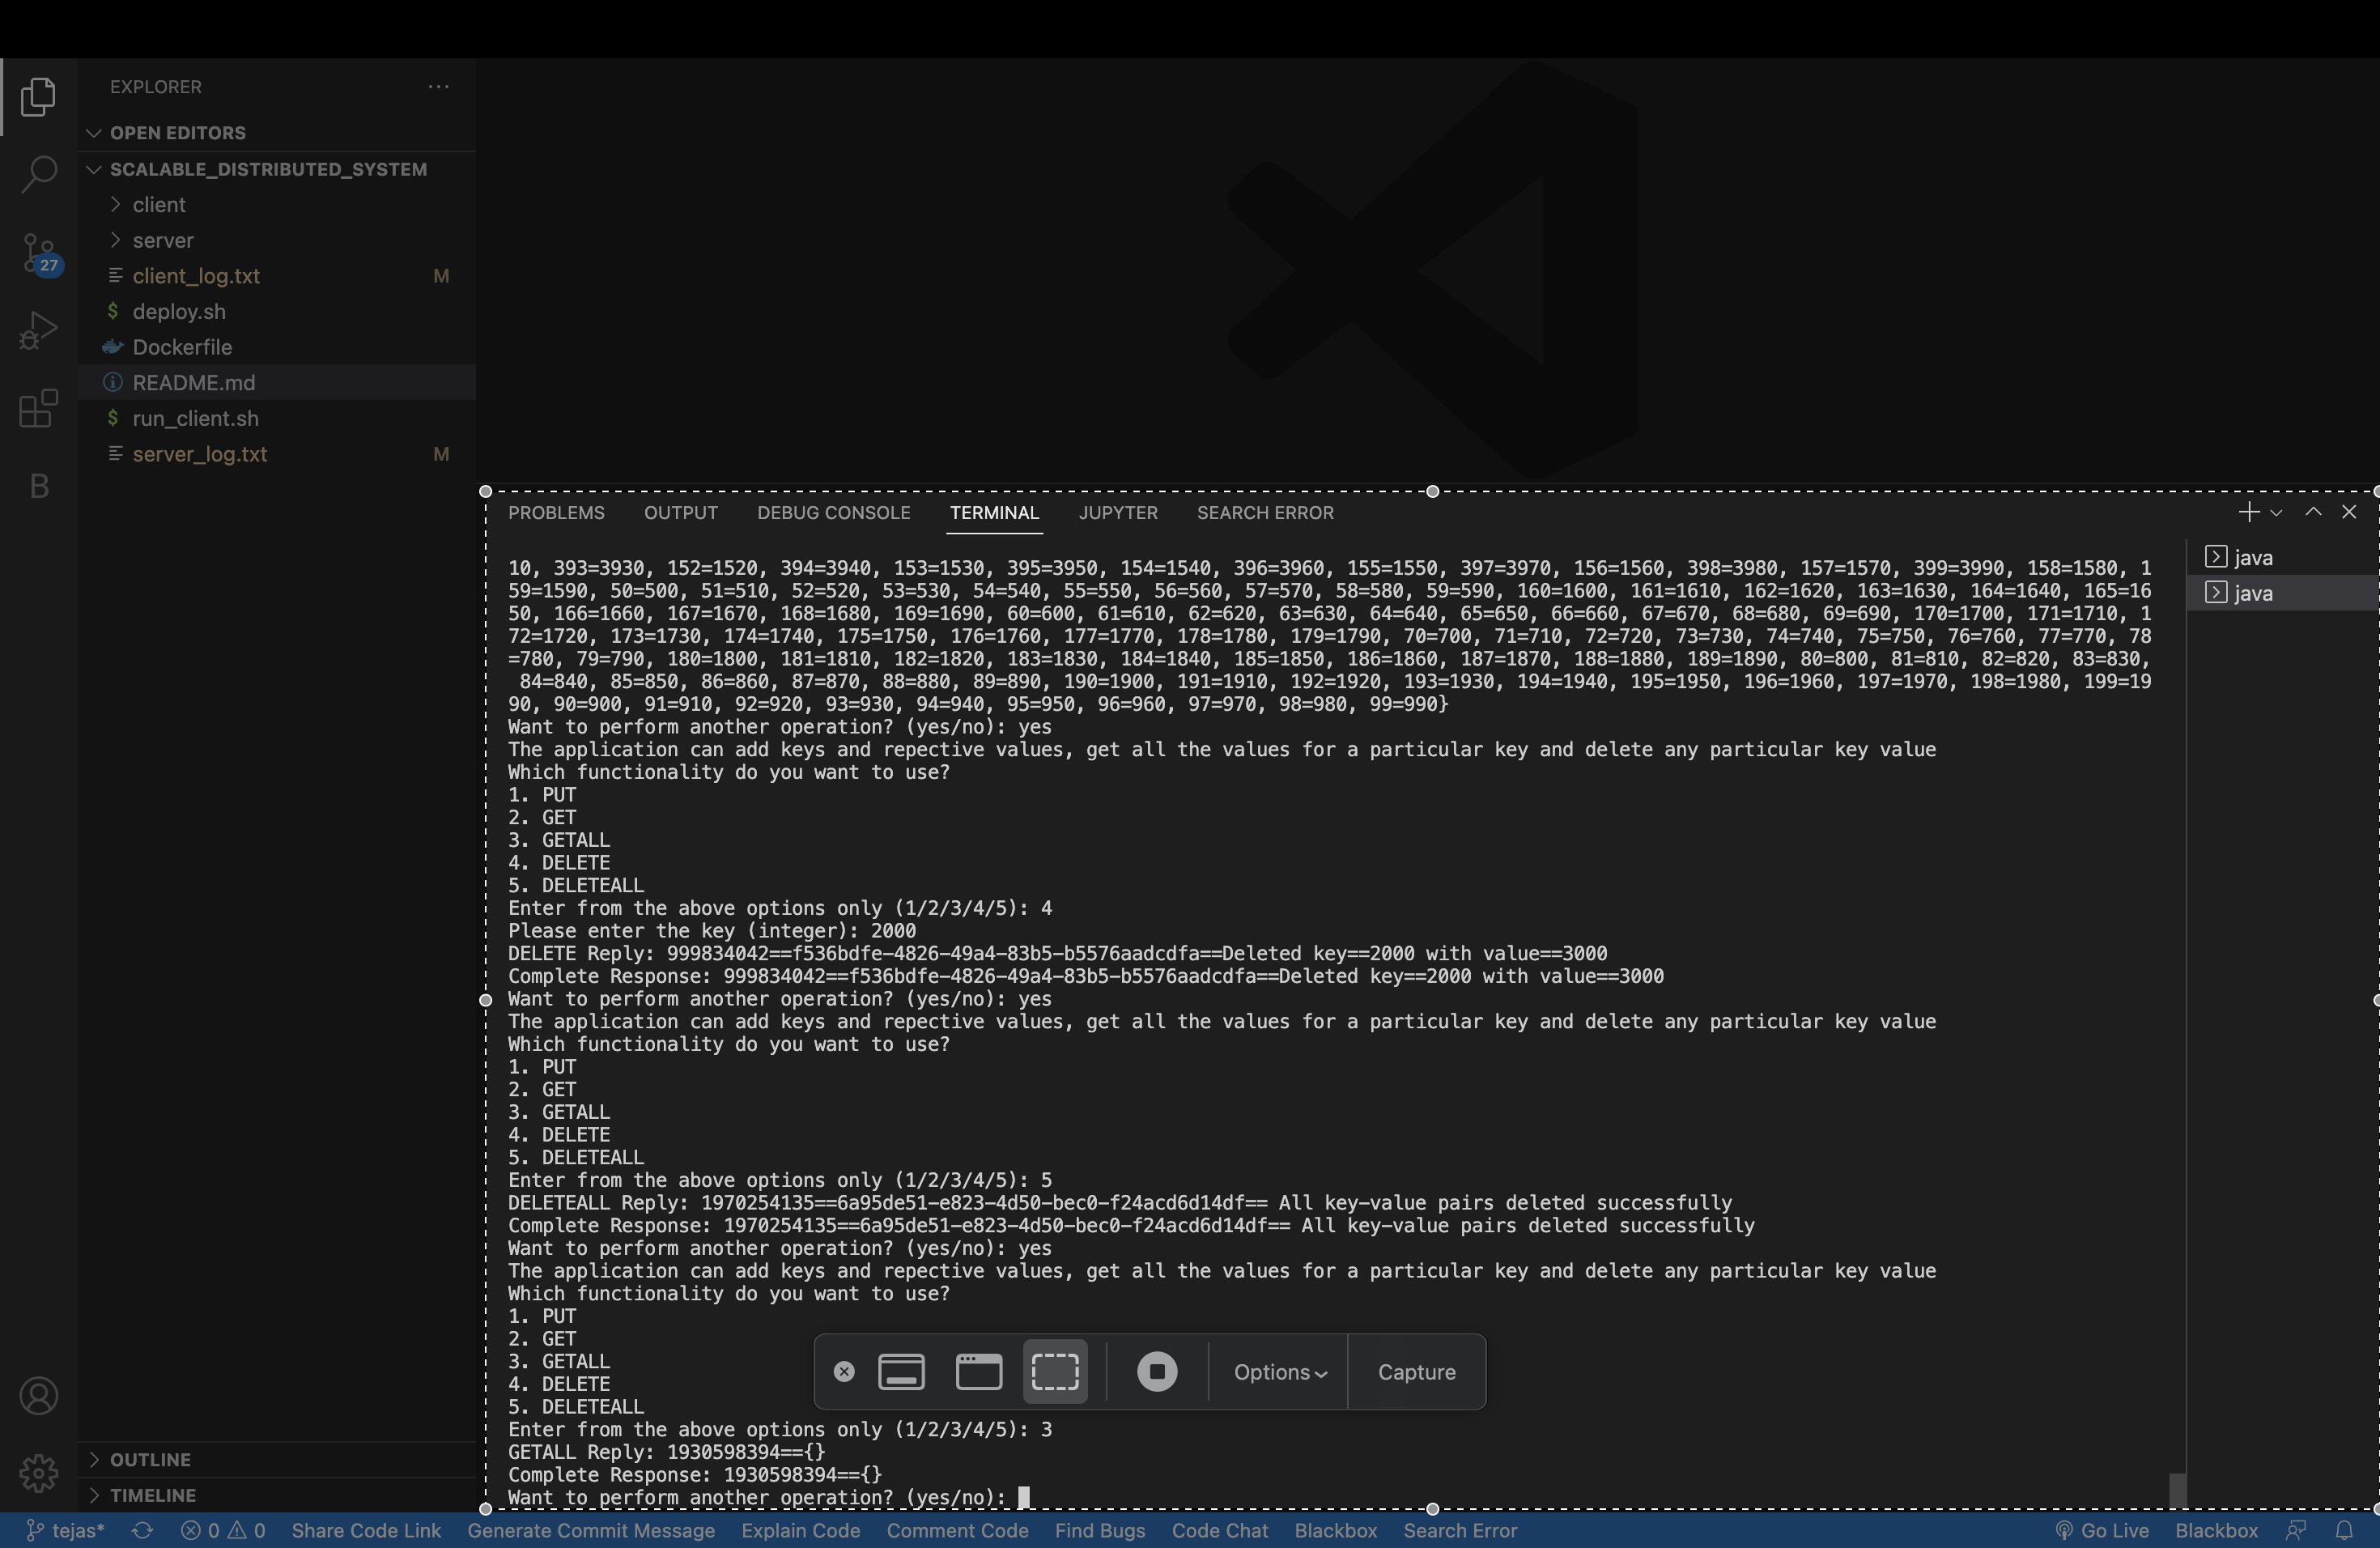 EXPLORER
OPEN EDITORS
SCALABLE_DISTRIBUTED_SYSTEM
client
server
client_log.txt M
deploy.sh
Dockerfile
README.md
run_client.sh
server_log.txt M
27
B
OUTLINE
TIMELINE
PROBLEMS OUTPUT DEBUG CONSOLE TERMINAL JUPYTER SEARCH ERROR
java
java
10, 393=3930, 152=1520, 394=3940, 153=1530, 395=3950, 154=1540, 396=3960, 155=1550, 397=3970, 156=1560, 398=3980, 157=1570, 399=3990, 158=1580, 1
59=1590, 50=500, 51=510, 52=520, 53=530, 54=540, 55=550, 56=560, 57=570, 58=580, 59=590, 160=1600, 161=1610, 162=1620, 163=1630, 164=1640, 165=16
50, 166=1660, 167=1670, 168=1680, 169=1690, 60=600, 61=610, 62=620, 63=630, 64=640, 65=650, 66=660, 67=670, 68=680, 69=690, 170=1700, 171=1710, 1
72=1720, 173=1730, 174=1740, 175=1750, 176=1760, 177=1770, 178=1780, 179=1790, 70=700, 71=710, 72=720, 73=730, 74=740, 75=750, 76=760, 77=770, 78
=780, 79=790, 180=1800, 181=1810, 182=1820, 183=1830, 184=1840, 185=1850, 186=1860, 187=1870, 188=1880, 189=1890, 80=800, 81=810, 82=820, 83=830,
84=840, 85=850, 86=860, 87=870, 88=880, 89=890, 190=1900, 191=1910, 192=1920, 193=1930, 194=1940, 195=1950, 196=1960, 197=1970, 198=1980, 199=19
90, 90=900, 91=910, 92=920, 93=930, 94=940, 95=950, 96=960, 97=970, 98=980, 99=990}
Want to perform another operation? (yes/no): yes
The application can add keys and repective values, get all the values for a particular key and delete any particular key value
Which functionality do you want to use?
1. PUT
2. GET
3. GETALL
4. DELETE
5. DELETEALL
Enter from the above options only (1/2/3/4/5): 4
Please enter the key (integer): 2000
DELETE Reply: 999834042==f536bdfe-4826-49a4-83b5-b5576aadcdfa==Deleted key==2000 with value==3000
Complete Response: 999834042==f536bdfe-4826-49a4-83b5-b5576aadcdfa==Deleted key==2000 with value==3000
Want to perform another operation? (yes/no): yes
The application can add keys and repective values, get all the values for a particular key and delete any particular key value
Which functionality do you want to use?
1. PUT
2. GET
3. GETALL
4. DELETE
5. DELETEALL
Enter from the above options only (1/2/3/4/5): 5
DELETEALL Reply: 1970254135==6a95de51-e823-4d50-bec0-f24acd6d14df== All key-value pairs deleted successfully
Complete Response: 1970254135==6a95de51-e823-4d50-bec0-f24acd6d14df== All key-value pairs deleted successfully
Want to perform another operation? (yes/no): yes
The application can add keys and repective values, get all the values for a particular key and delete any particular key value
Which functionality do you want to use?
1. PUT
2. GET
3. GETALL
4. DELETE
5. DELETEALL
Enter from the above options only (1/2/3/4/5): 3
GETALL Reply: 1930598394=={}
Complete Response: 1930598394=={}
Want to perform another operation? (yes/no):
Options Capture
tejas* 0 0 Share Code Link Generate Commit Message Explain Code Comment Code Find Bugs Code Chat Blackbox Search Error Go Live Blackbox